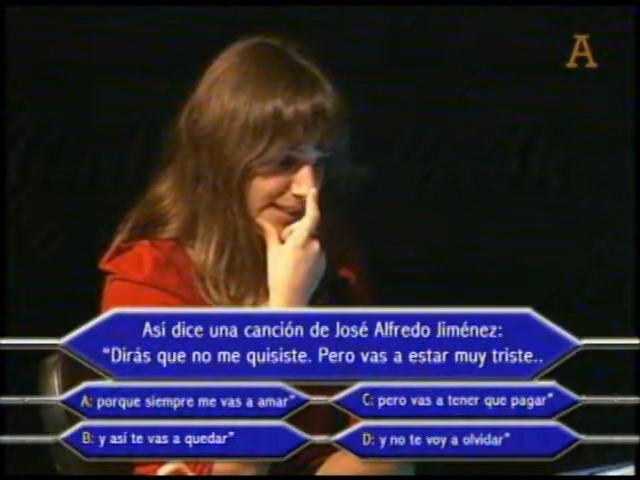 A
Así dice una canción de José Alfredo Jiménez:
"Dirás que no me quisiste. Pero vas a estar muy triste..
A: porque siempre me vas a amar"
C: pero vas a tener que pagar"
B: y así te vas a quedar"
D: y no te voy a olvidar"